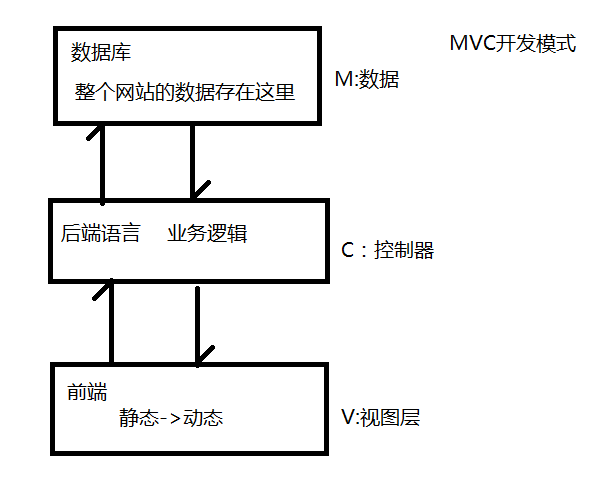 MVC开发模式
数据库
整个网站的数据存在这里
M:数据
后端语言 业务逻辑
C：控制器
前端
静态->动态
V:视图层